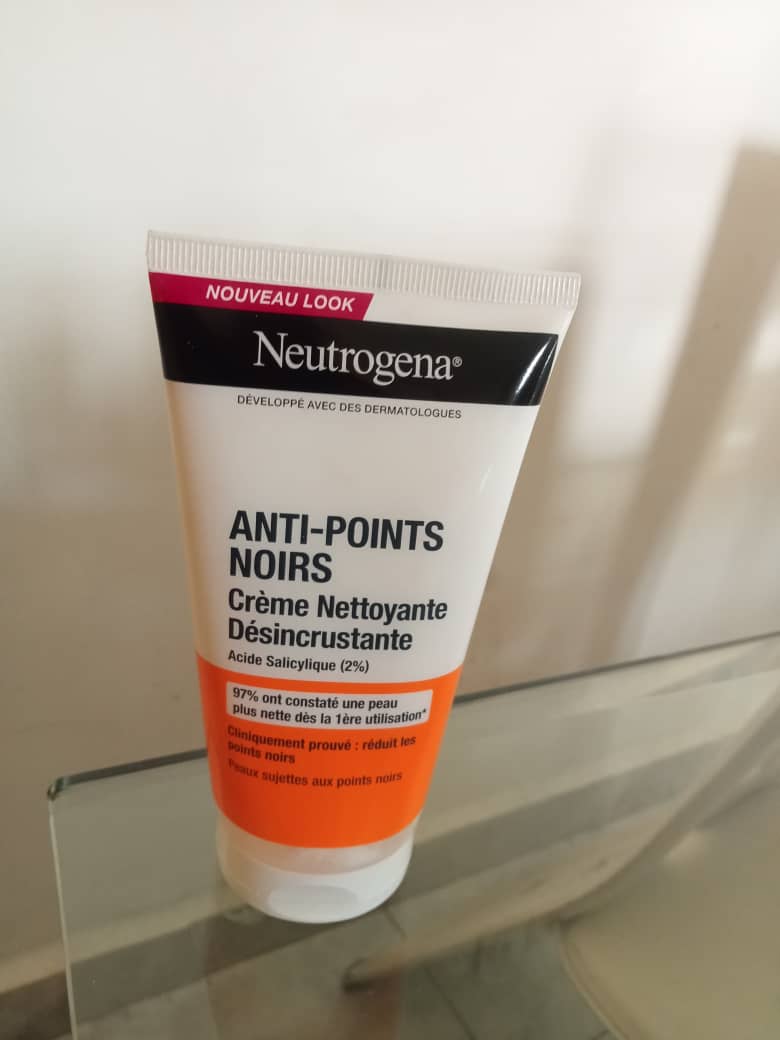 NOUVEAU LOOK
Neutrogena®
DÉVELOPPÉ AVEC DES DERMATOLOGUES
ANTI-POINTS
NOIRS
Crème Nettoyante
Désincrustante
Acide Salicylique (2%)
97% ont constaté une peau
plus nette dès la 1ère utilisation*
Cliniquement prouvé : réduit les
points noirs
Peaux sujettes aux points noirs